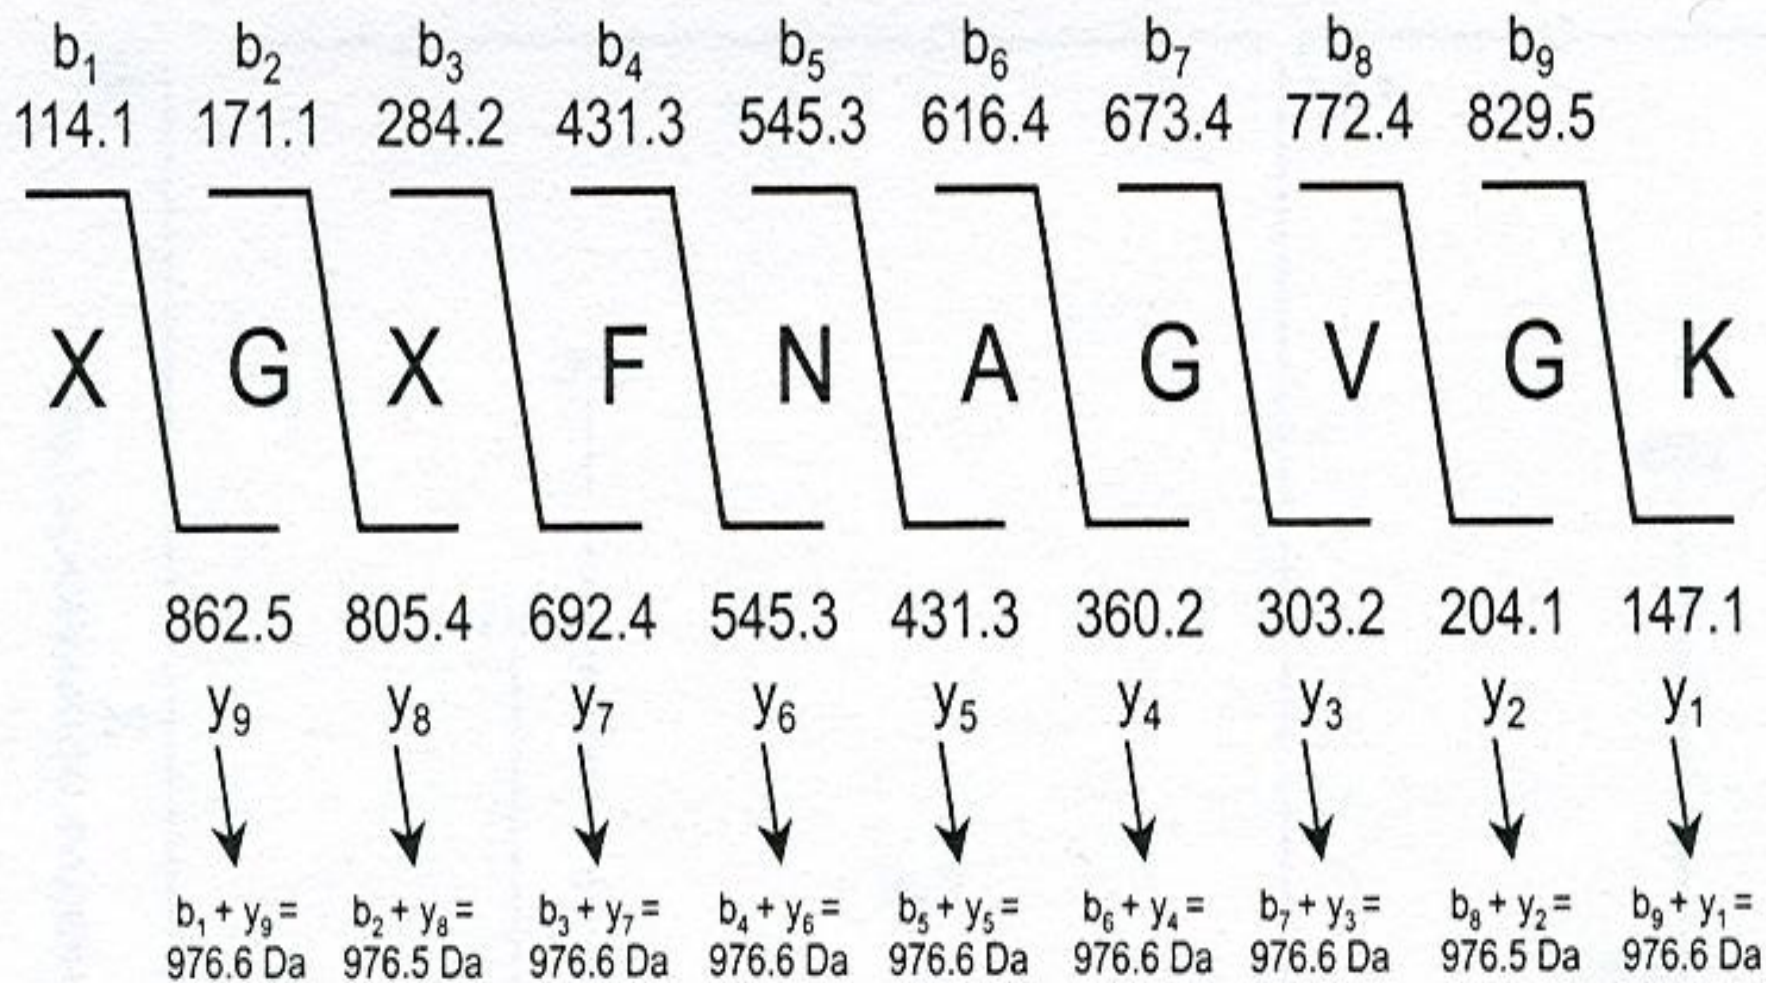 b₁ b₂ b₃ b₄ b₅ b₆ b₇ b₈ b₉
114.1 171.1 284.2 431.3 545.3 616.4 673.4 772.4 829.5
X G X F N A G V G K
862.5 805.4 692.4 545.3 431.3 360.2 303.2 204.1 147.1
y₉ y₈ y₇ y₆ y₅ y₄ y₃ y₂ y₁
b₁ + y₉ = b₂ + y₈ = b₃ + y₇ = b₄ + y₆ = b₅ + y₅ = b₆ + y₄ = b₇ + y₃ = b₈ + y₂ = b₉ + y₁ =
976.6 Da 976.5 Da 976.6 Da 976.6 Da 976.6 Da 976.6 Da 976.6 Da 976.5 Da 976.6 Da